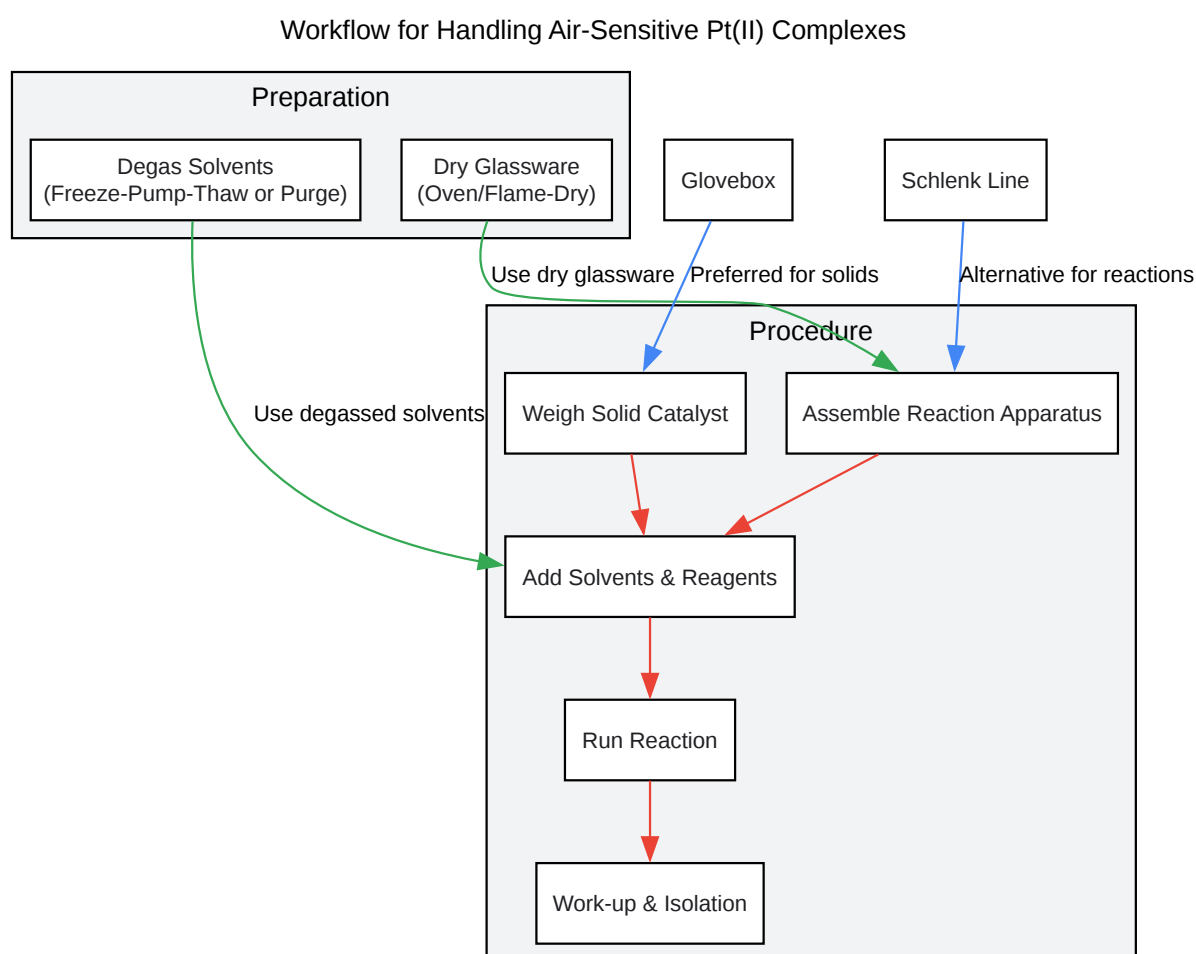 Workflow for Handling Air-Sensitive Pt(II) Complexes
Preparation
Degas Solvents
(Freeze-Pump-Thaw or Purge)
Dry Glassware
(Oven/Flame-Dry)
Glovebox
Schlenk Line
Use dry glassware
Preferred for solids
Alternative for reactions
Procedure
Use degassed solvents
Weigh Solid Catalyst
Assemble Reaction Apparatus
Add Solvents & Reagents
Run Reaction
Work-up & Isolation